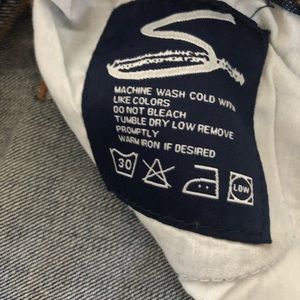 MACHINE WASH COLD WITH
LIKE COLORS
DO NOT BLEACH
TUMBLE DRY LOW REMOVE
PROMPTLY
WARM IRON IF DESIRED
30
LOW